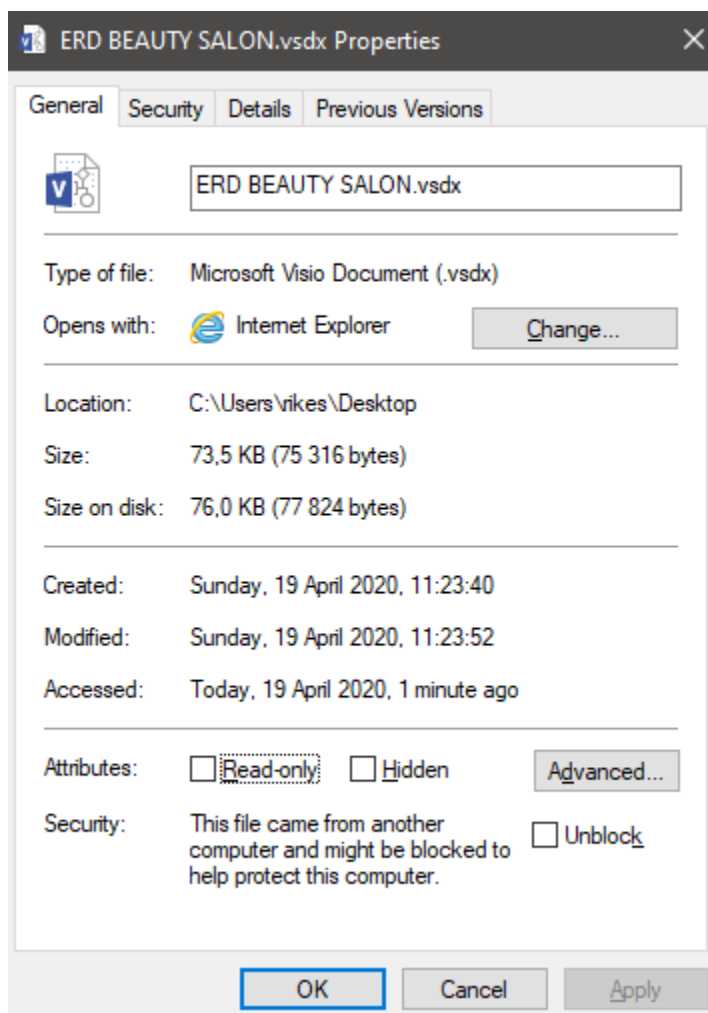 ERD BEAUTY SALON.vsdx Properties
General Security Details Previous Versions
ERD BEAUTY SALON.vsdx
Type of file: Microsoft Visio Document (.vsdx)
Opens with: Internet Explorer Change...
Location: C:\Users\rikes\Desktop
Size: 73,5 KB (75 316 bytes)
Size on disk: 76,0 KB (77 824 bytes)
Created: Sunday, 19 April 2020, 11:23:40
Modified: Sunday, 19 April 2020, 11:23:52
Accessed: Today, 19 April 2020, 1 minute ago
Attributes: Read-only Hidden Advanced...
Security: This file came from another
computer and might be blocked to
help protect this computer.
Unblock
OK Cancel Apply